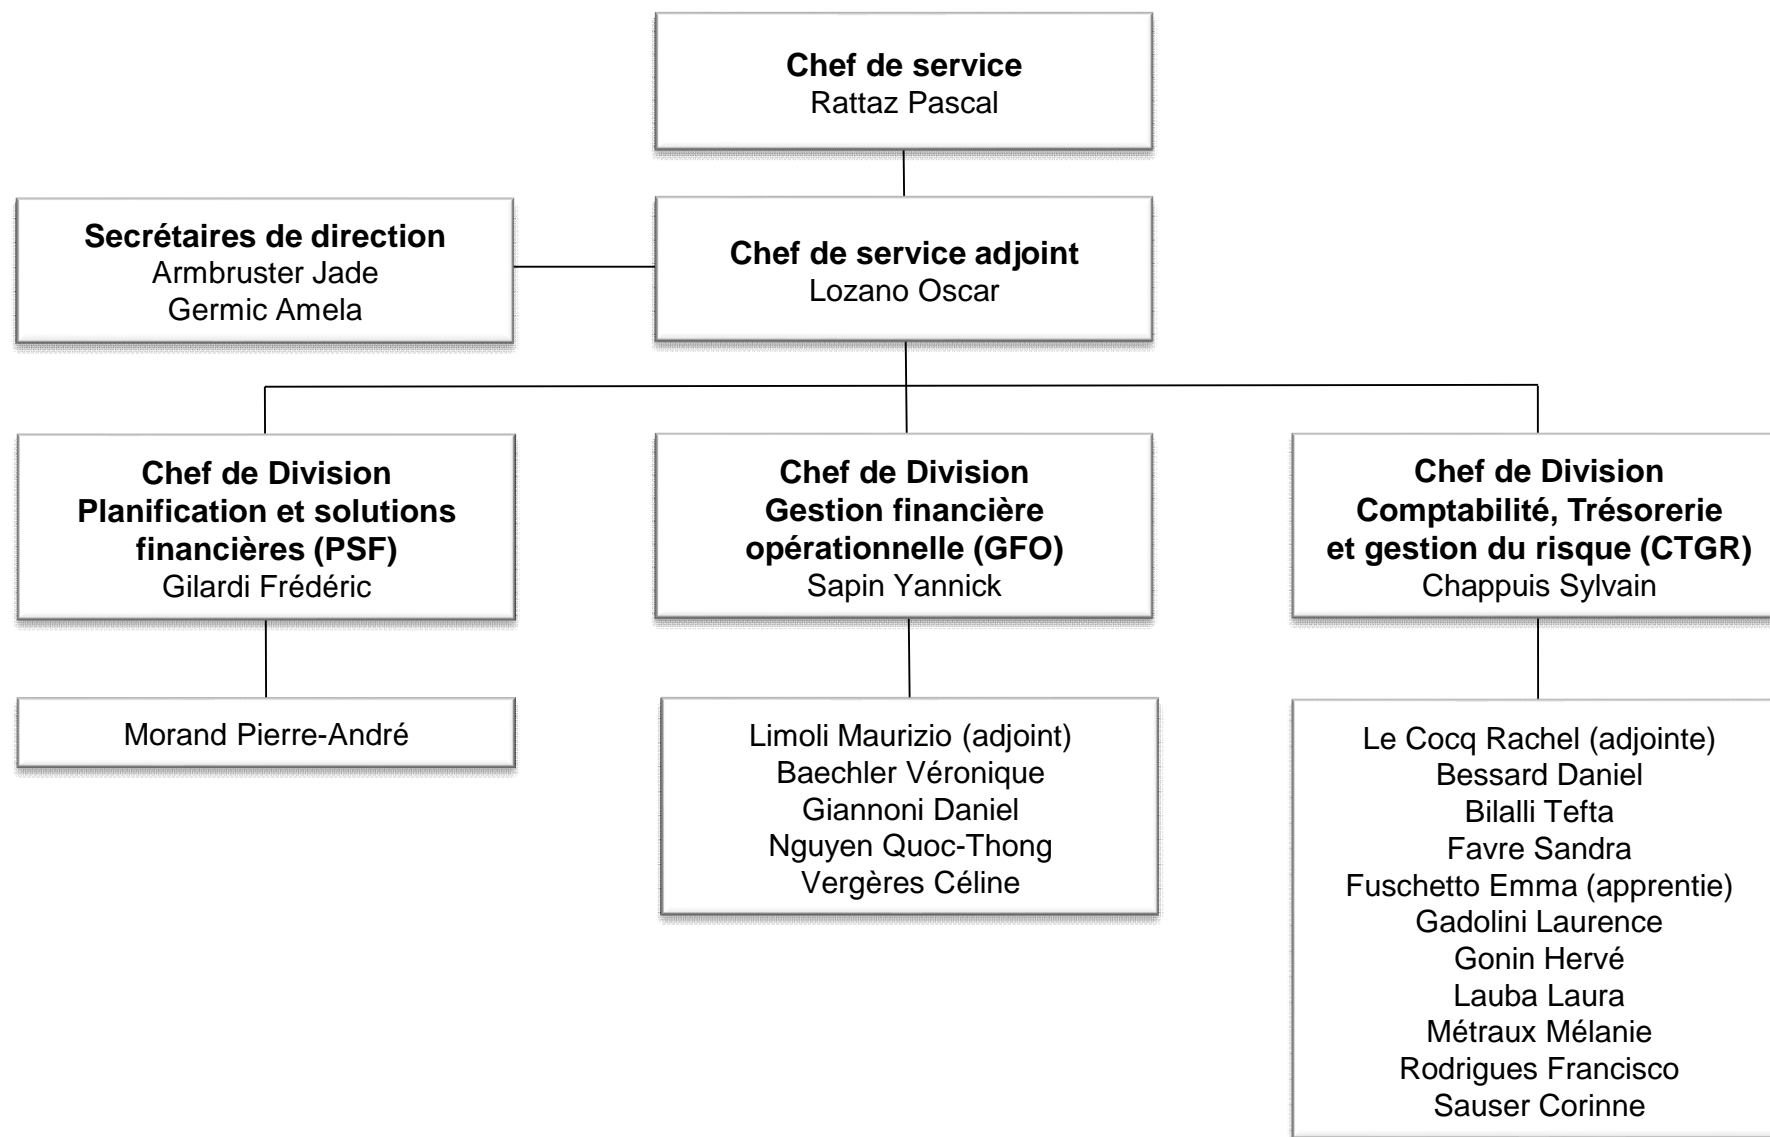 Chef de service
Rattaz Pascal
Secrétaires de direction
Armbruster Jade
Germic Amela
Chef de service adjoint
Lozano Oscar
Chef de Division
Planification et solutions
financières (PSF)
Gilardi Frédéric
Chef de Division
Gestion financière
opérationnelle (GFO)
Sapin Yannick
Chef de Division
Comptabilité, Trésorerie
et gestion du risque (CTGR)
Chappuis Sylvain
Morand Pierre-André
Limoli Maurizio (adjoint)
Baechler Véronique
Giannoni Daniel
Nguyen Quoc-Thong
Vergères Céline
Le Cocq Rachel (adjointe)
Bessard Daniel
Bilalli Tefta
Favre Sandra
Fuschetto Emma (apprentie)
Gadolini Laurence
Gonin Hervé
Lauba Laura
Métraux Mélanie
Rodrigues Francisco
Sauser Corinne